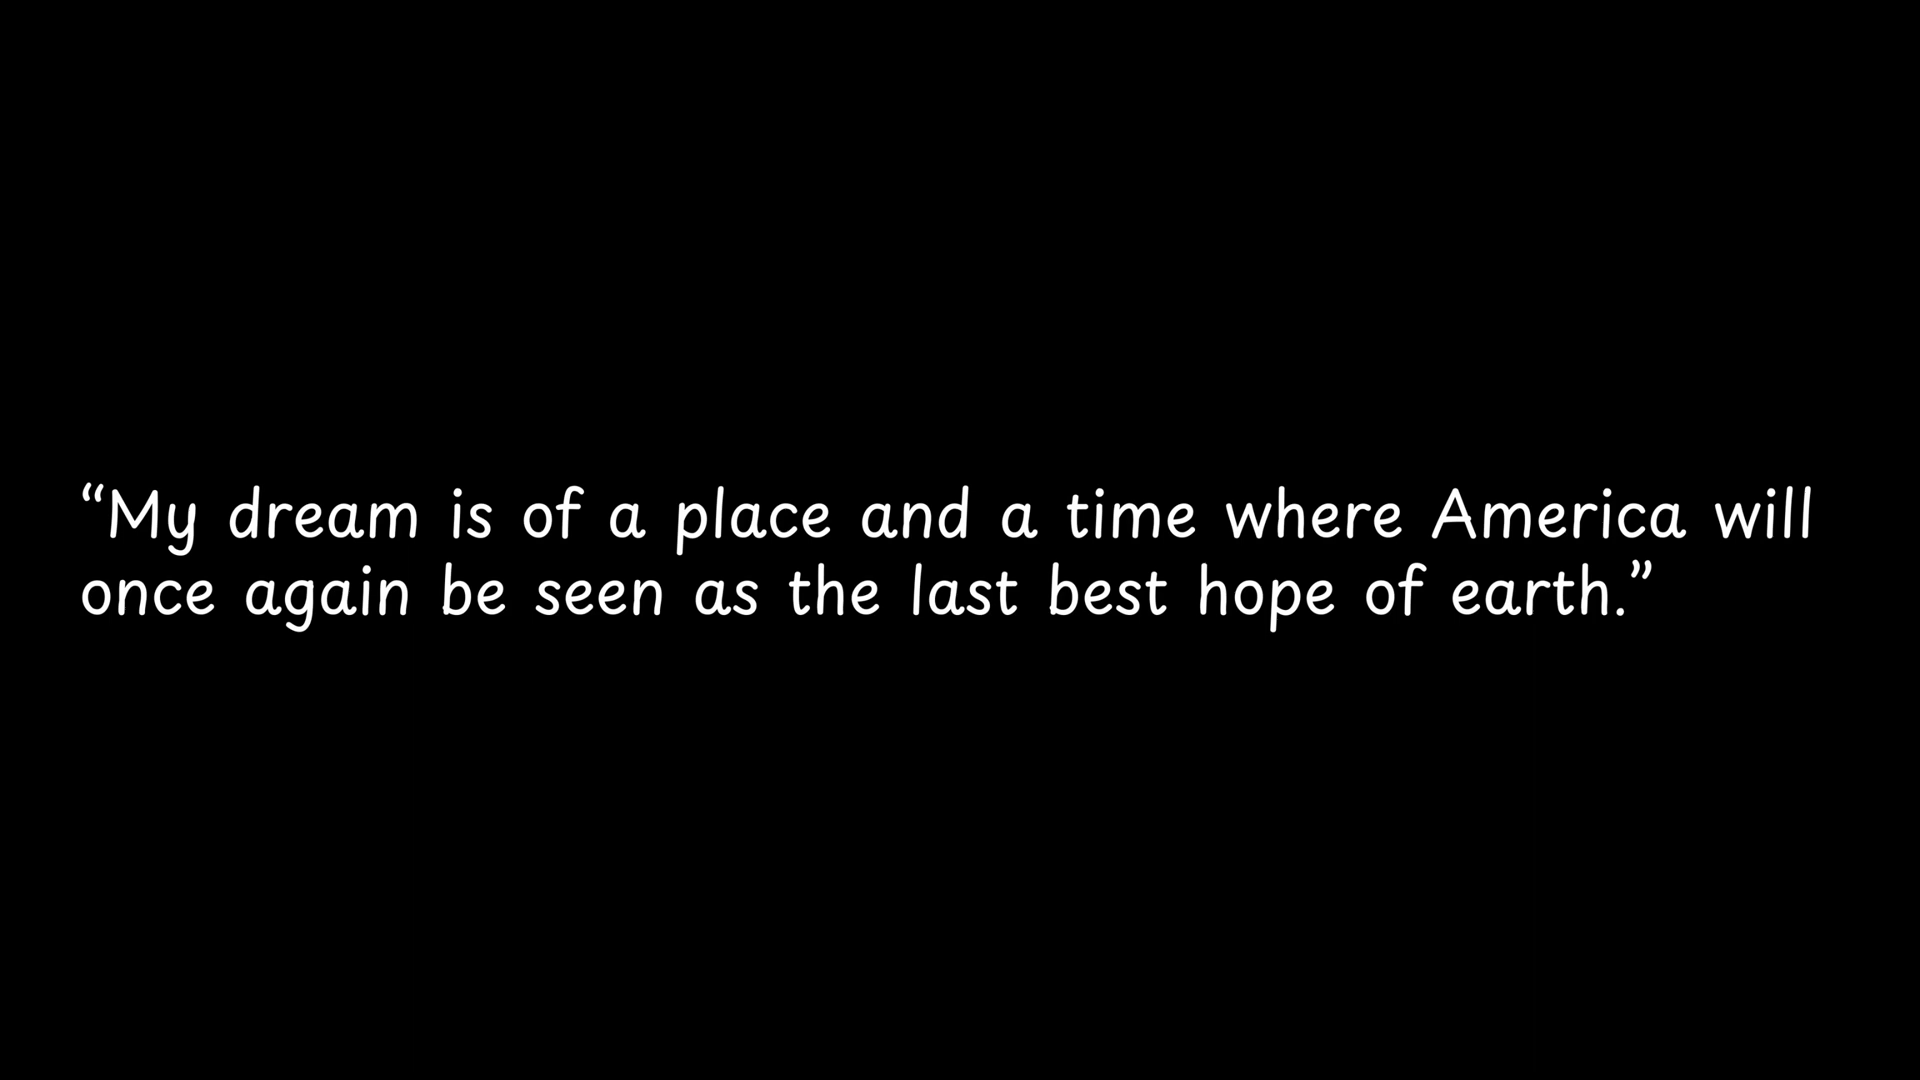 “My dream is of a place and a time where America will
once again be seen as the last best hope of earth.”